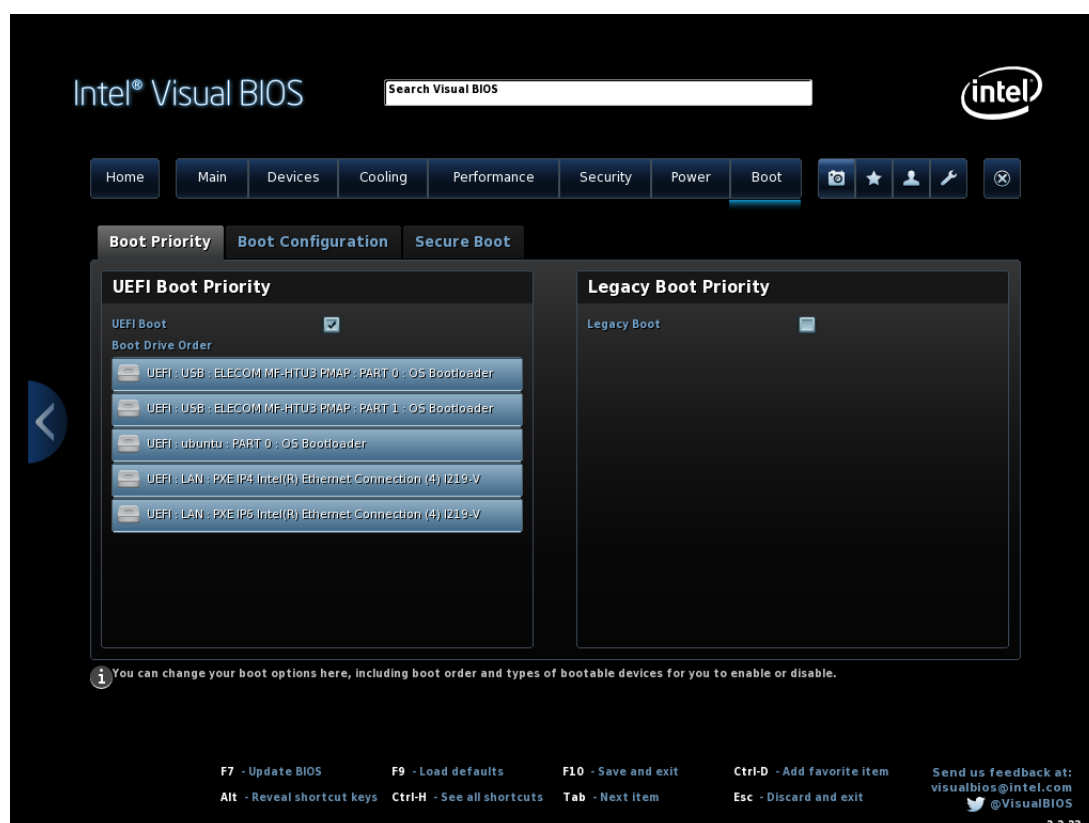 Intel® Visual BIOS
Search Visual BIOS
intel
Home Main Devices Cooling Performance Security Power Boot
Boot Priority Boot Configuration Secure Boot
UEFI Boot Priority
UEFI Boot
Boot Drive Order
UEFI : USB : ELECOM MF-HTU3 PMAP : PART 0 : OS Bootloader
UEFI : USB : ELECOM MF-HTU3 PMAP : PART 1 : OS Bootloader
UEFI : ubuntu : PART 0 : OS Bootloader
UEFI : LAN : PXE IP4 Intel(R) Ethernet Connection (4) I219-V
UEFI : LAN : PXE IP6 Intel(R) Ethernet Connection (4) I219-V
Legacy Boot Priority
Legacy Boot
You can change your boot options here, including boot order and types of bootable devices for you to enable or disable.
F7 - Update BIOS F9 - Load defaults F10 - Save and exit Ctrl-D - Add favorite item
Alt - Reveal shortcut keys Ctrl-H - See all shortcuts Tab - Next item Esc - Discard and exit
Send us feedback at:
visualbios@intel.com
@VisualBIOS